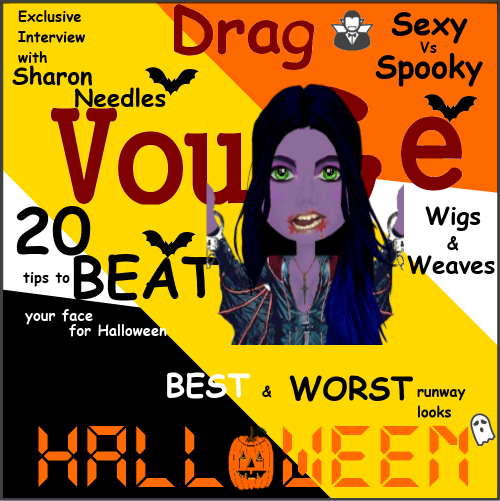 Exclusive
Interview
with
Sharon
Needles
Drag
Sexy
Vs
Spooky
20
tips to
BEAT
your face
for Halloween
Wigs
&
Weaves
BEST & WORST runway
looks
HALLOWEEN